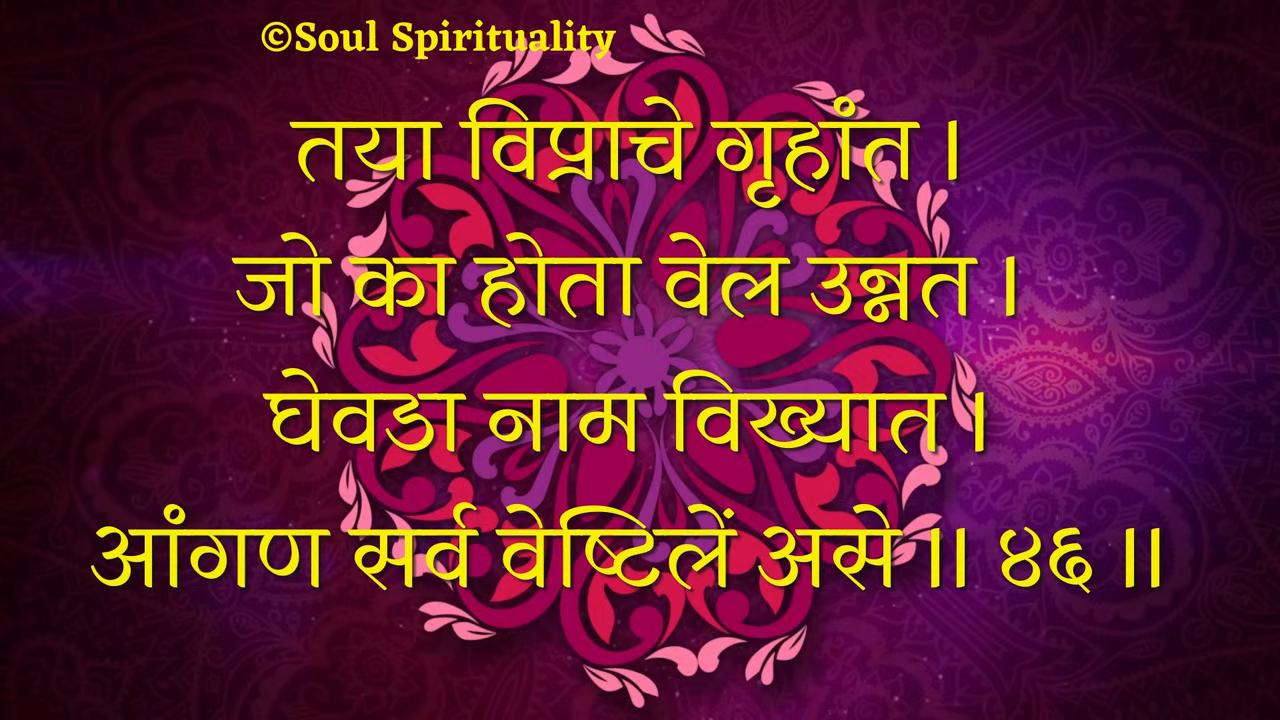 ©Soul Spirituality
तया विप्राचे गृहांत ।
जो का होता वेल उन्नत ।
घेवडा नाम विख्यात ।
आंगण सर्व वेष्टिलें असे ।। ४६ ।।